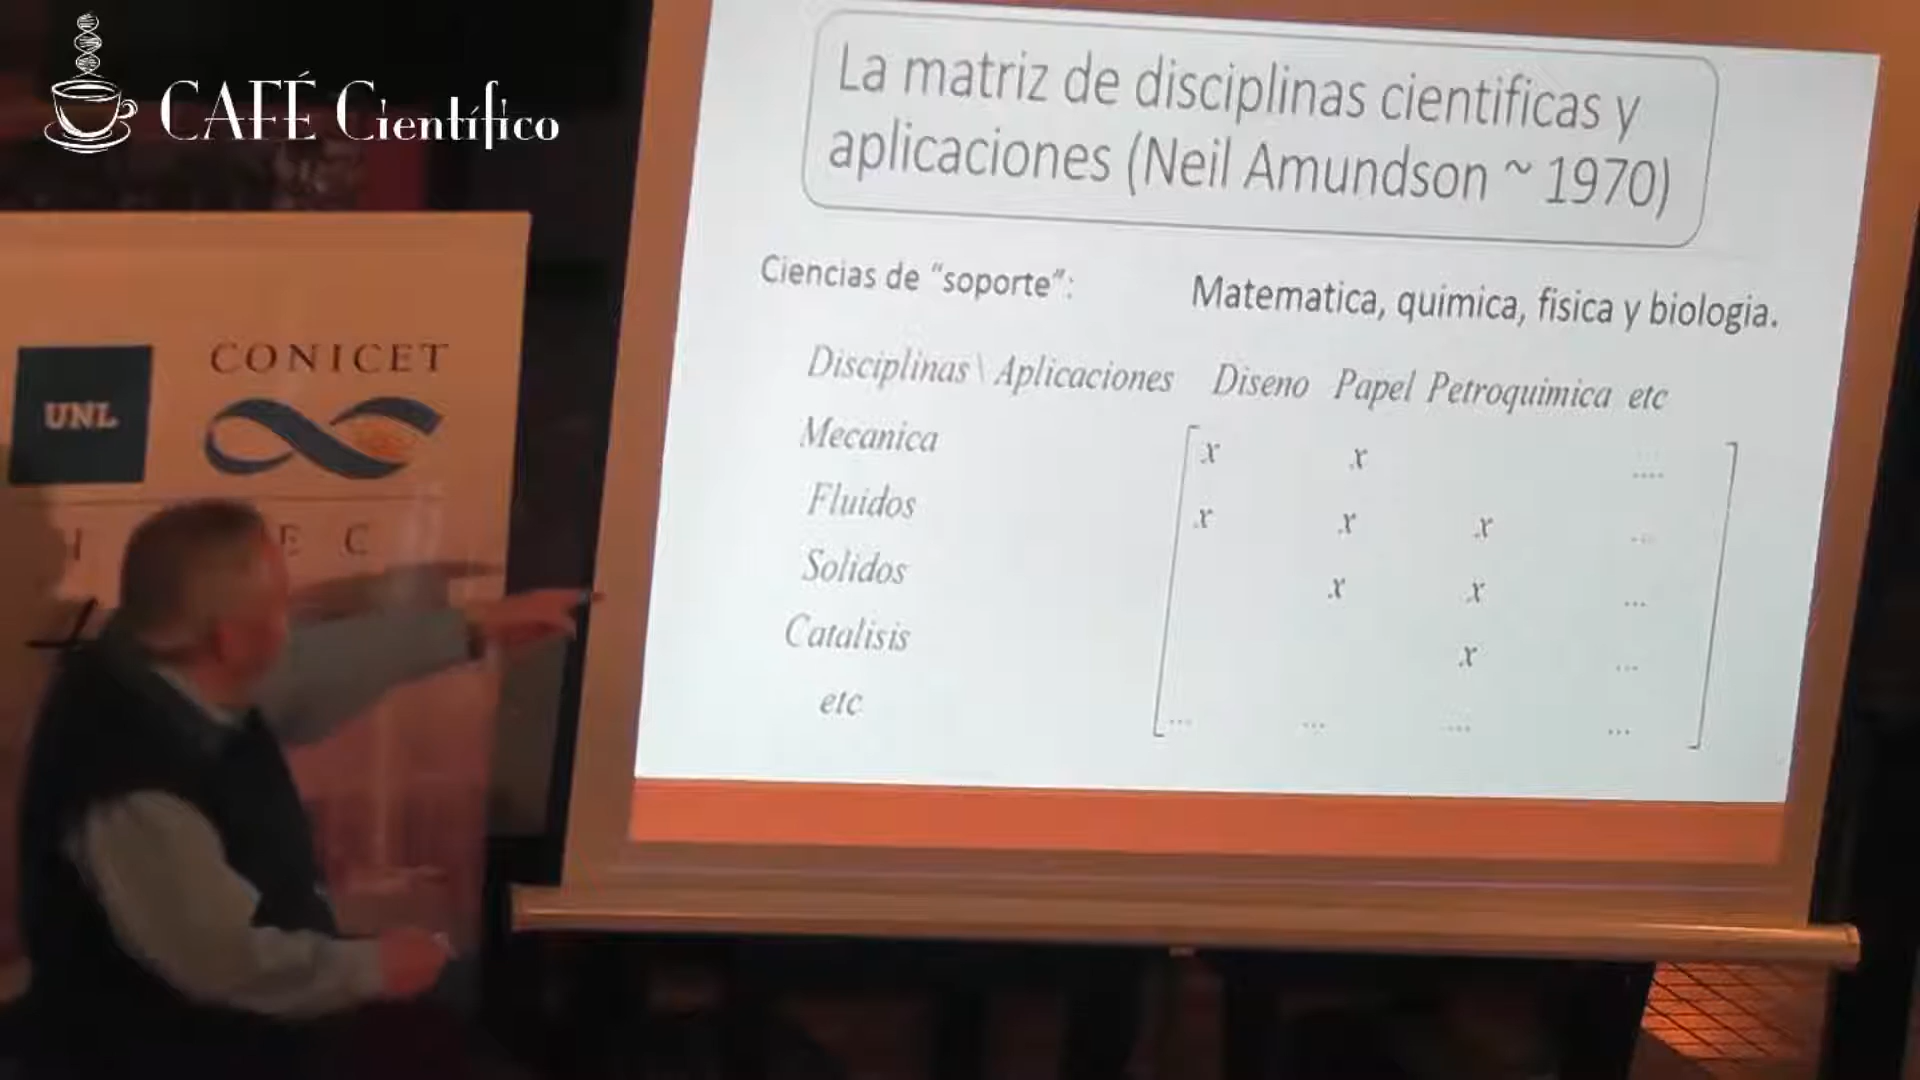 CAFÉ Científico
La matriz de disciplinas cientificas y
aplicaciones (Neil Amundson ~ 1970)
Ciencias de “soporte”: Matematica, quimica, fisica y biologia.
Disciplinas \ Aplicaciones Diseno Papel Petroquimica etc
Mecanica x x ....
Fluidos x x x ...
Solidos x x ...
Catalisis x ...
etc ... ... .... ...
UNL
CONICET
E C